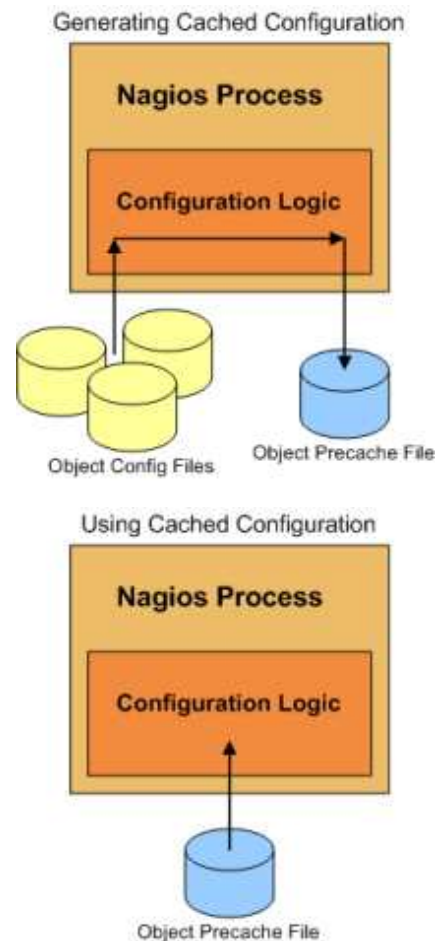 Generating Cached Configuration
Nagios Process
Configuration Logic
Object Config Files
Object Precache File
Using Cached Configuration
Nagios Process
Configuration Logic
Object Precache File